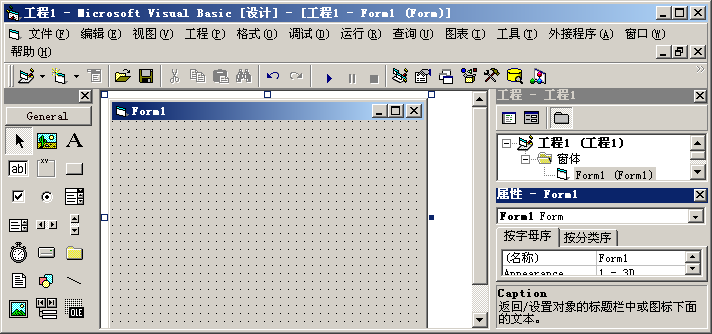 工程1 - Microsoft Visual Basic [设计] - [工程1 - Form1 (Form)]
文件(F) 编辑(E) 视图(V) 工程(P) 格式(O) 调试(D) 运行(R) 查询(U) 图表(I) 工具(T) 外接程序(A) 窗口(W)
帮助(H)
General
A
ab
xy
OLE
Form1
工程 - 工程1
工程1 (工程1)
窗体
Form1 (Form1)
属性 - Form1
Form1 Form
按字母序 按分类序
(名称) Form1
Appearance 1 - 3D
Caption
返回/设置对象的标题栏中或图标下面
的文本。